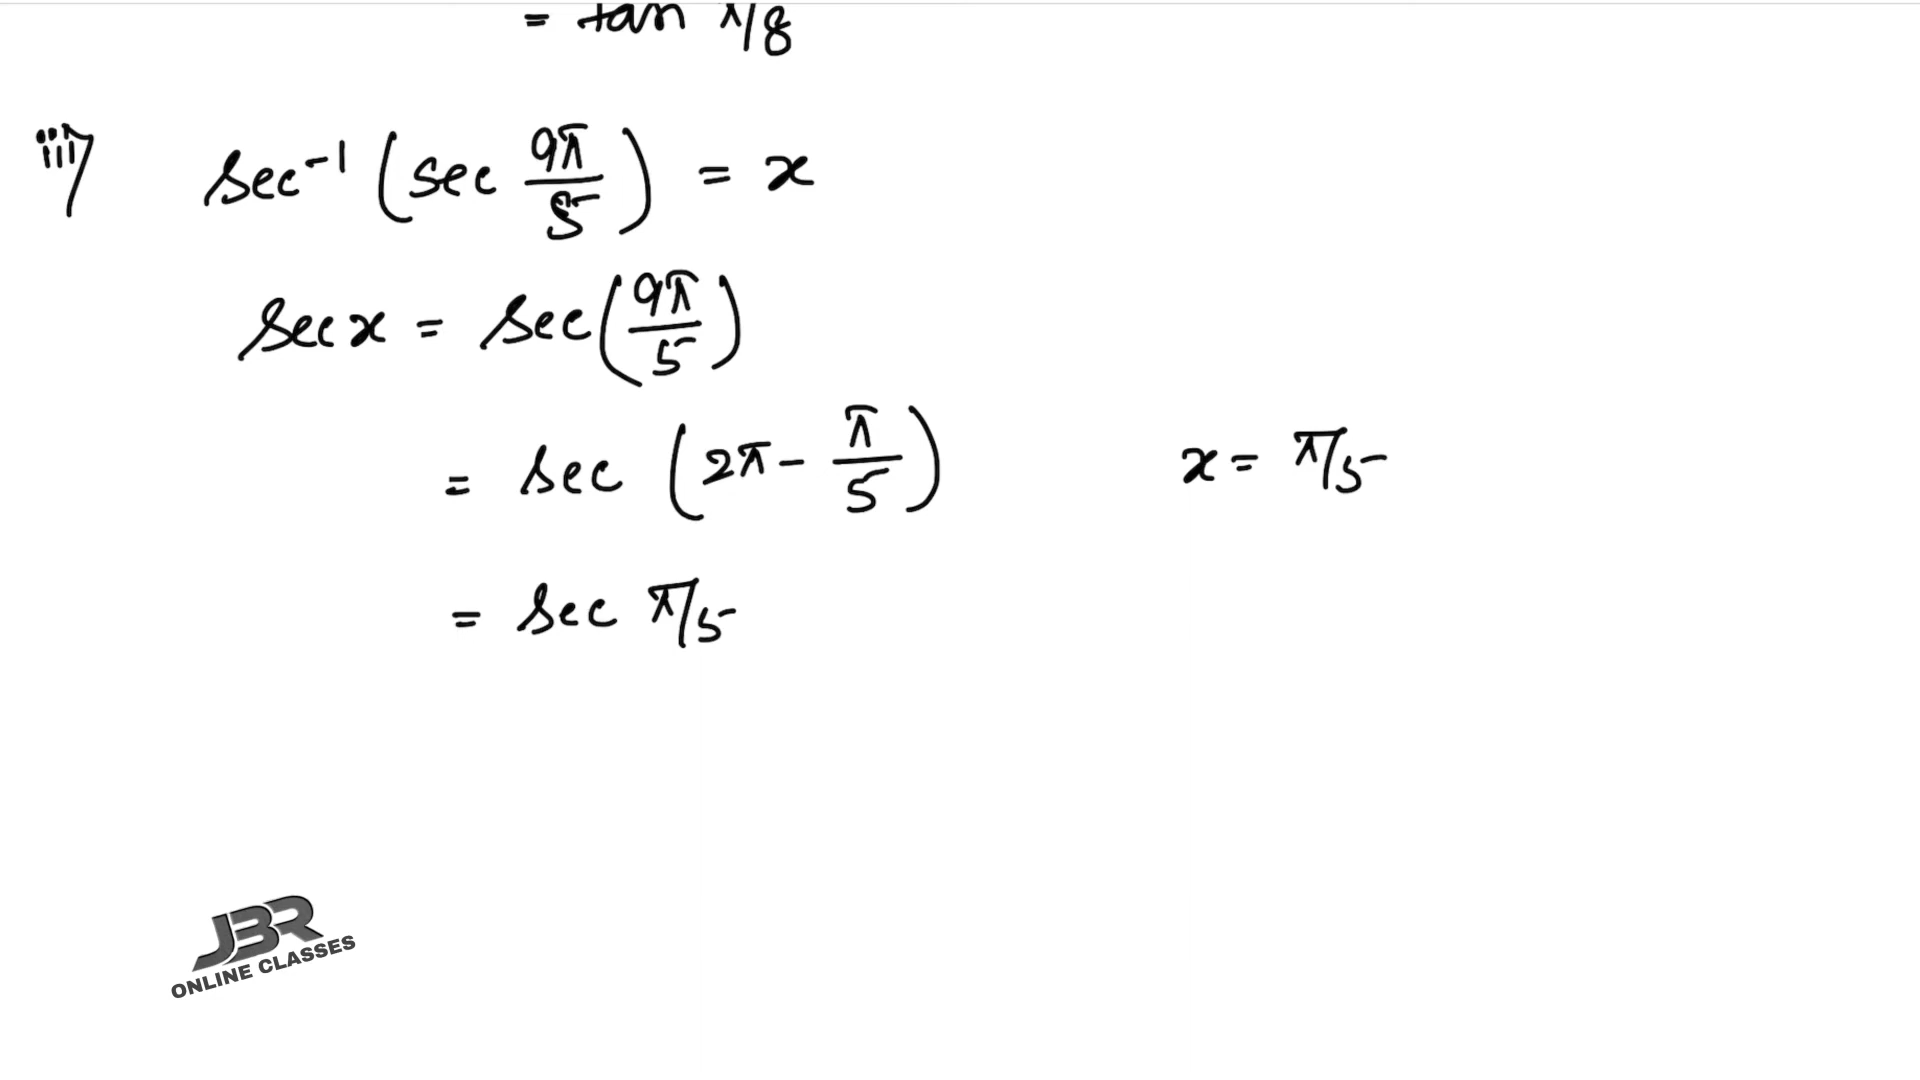 = tan π/8
iii) sec⁻¹ (sec 9π/5) = x
sec x = sec (9π/5)
= sec (2π - π/5) x = π/5
= sec π/5
JBR
ONLINE CLASSES